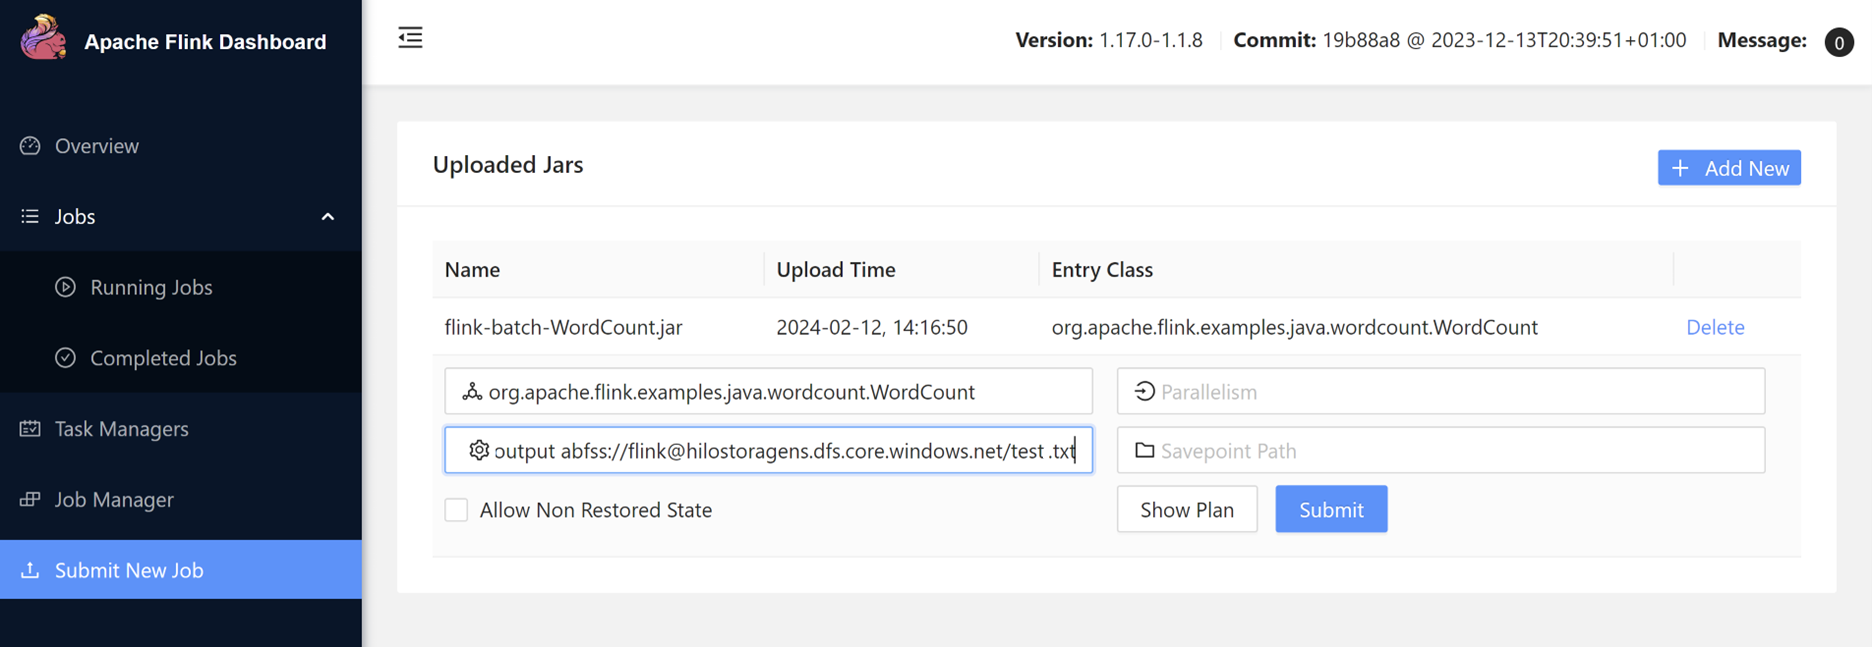 Apache Flink Dashboard
Version: 1.17.0-1.1.8 Commit: 19b88a8 @ 2023-12-13T20:39:51+01:00 Message: 0
Overview
Jobs
Running Jobs
Completed Jobs
Task Managers
Job Manager
Submit New Job
Uploaded Jars
+ Add New
Name Upload Time Entry Class
flink-batch-WordCount.jar 2024-02-12, 14:16:50 org.apache.flink.examples.java.wordcount.WordCount Delete
org.apache.flink.examples.java.wordcount.WordCount Parallelism
output abfss://flink@hilostoragens.dfs.core.windows.net/test .txt Savepoint Path
Allow Non Restored State Show Plan Submit